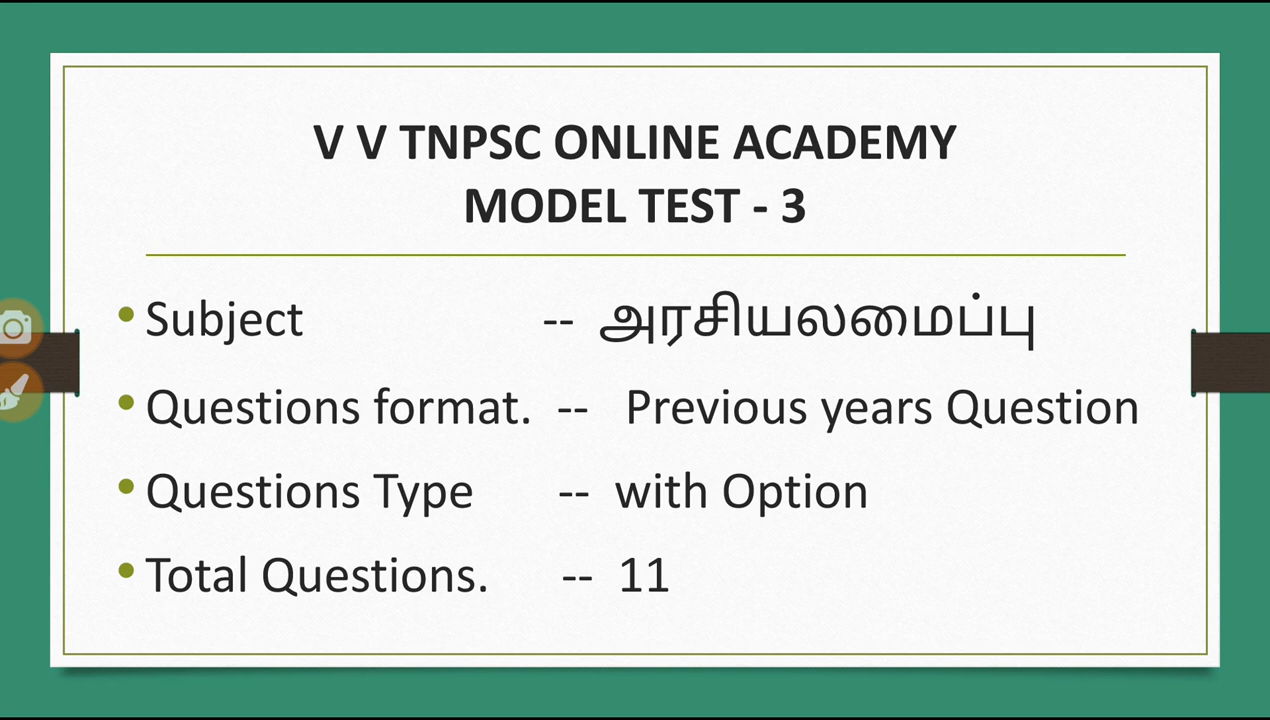 V V TNPSC ONLINE ACADEMY
MODEL TEST - 3
• Subject -- அரசியலமைப்பு
• Questions format. -- Previous years Question
• Questions Type -- with Option
• Total Questions. -- 11